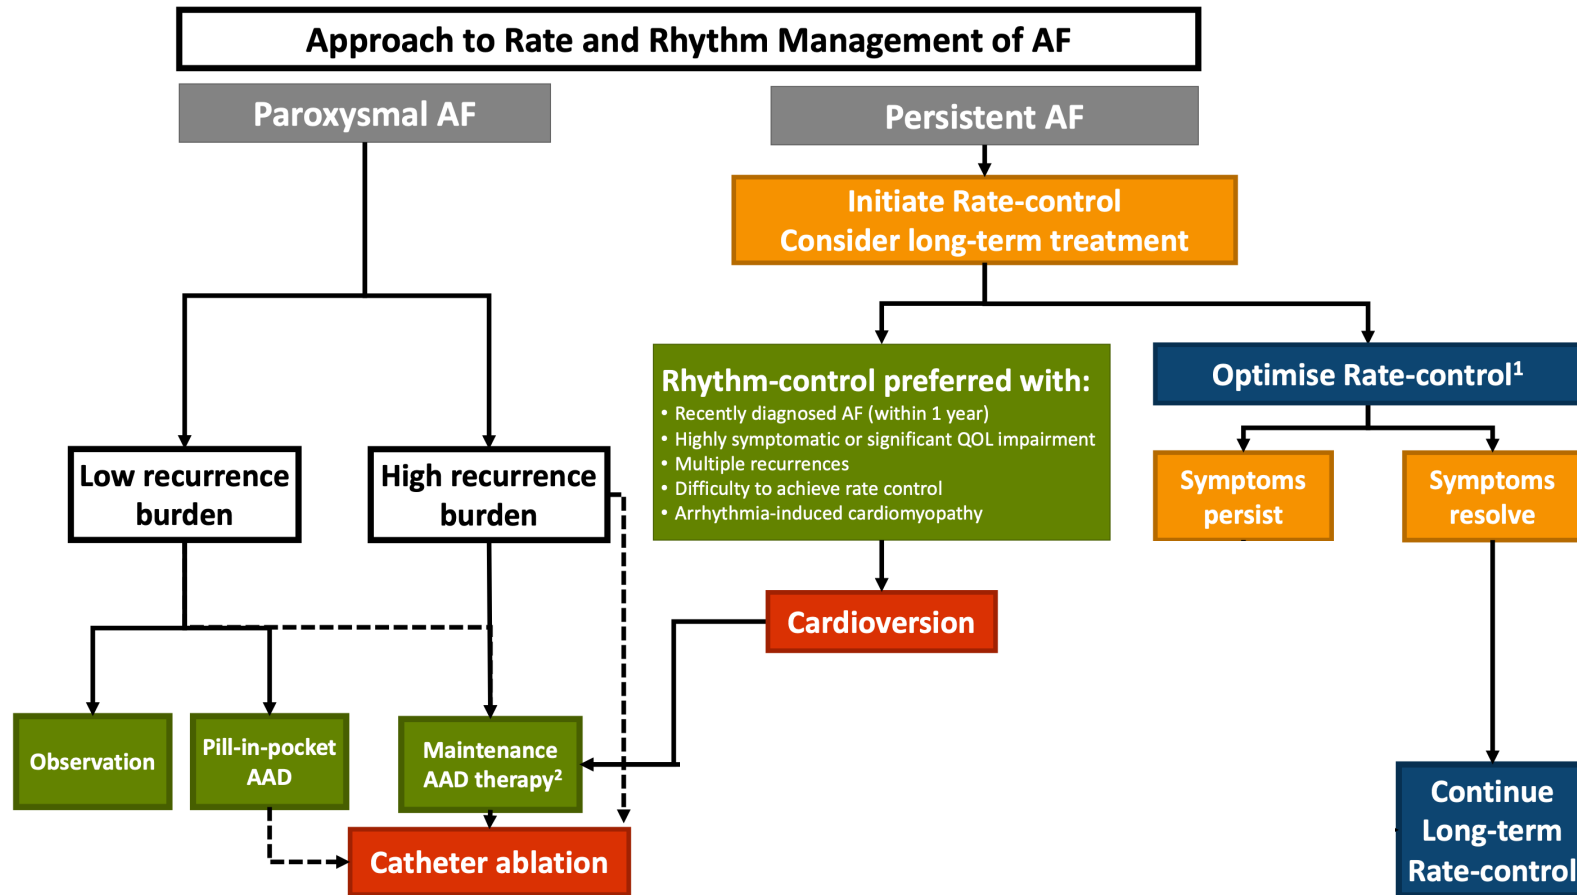 Approach to Rate and Rhythm Management of AF
Paroxysmal AF
Persistent AF
Initiate Rate-control
Consider long-term treatment
Rhythm-control preferred with:
• Recently diagnosed AF (within 1 year)
• Highly symptomatic or significant QOL impairment
• Multiple recurrences
• Difficulty to achieve rate control
• Arrhythmia-induced cardiomyopathy
Optimise Rate-control¹
Low recurrence
burden
High recurrence
burden
Symptoms
persist
Symptoms
resolve
Cardioversion
Observation
Pill-in-pocket
AAD
Maintenance
AAD therapy²
Catheter ablation
Continue
Long-term
Rate-control